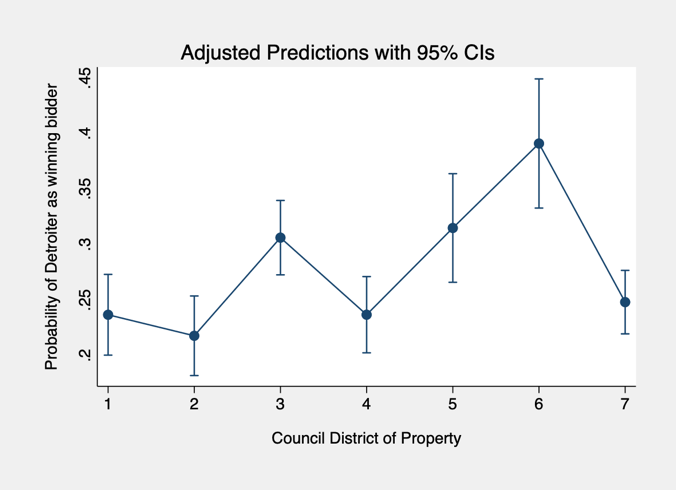 Adjusted Predictions with 95% CIs
Probability of Detroiter as winning bidder
.45
.4
.35
.3
.25
.2
1 2 3 4 5 6 7
Council District of Property